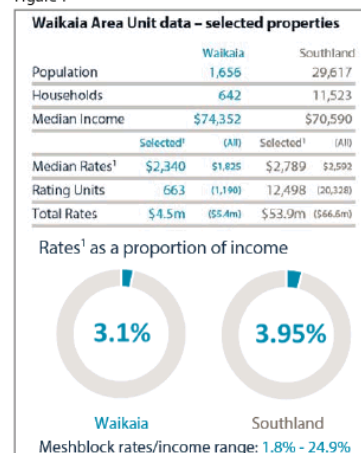 Waikaia Area Unit data – selected properties
Waikaia Southland
Population 1,656 29,617
Households 642 11,523
Median Income $74,352 $70,590
Selected¹ (All) Selected¹ (All)
Median Rates¹ $2,340 $1,825 $2,789 $2,592
Rating Units 663 (1,190) 12,498 (20,328)
Total Rates $4.5m ($5.4m) $53.9m ($66.6m)
Rates¹ as a proportion of income
3.1% 3.95%
Waikaia Southland
Meshblock rates/income range: 1.8% - 24.9%